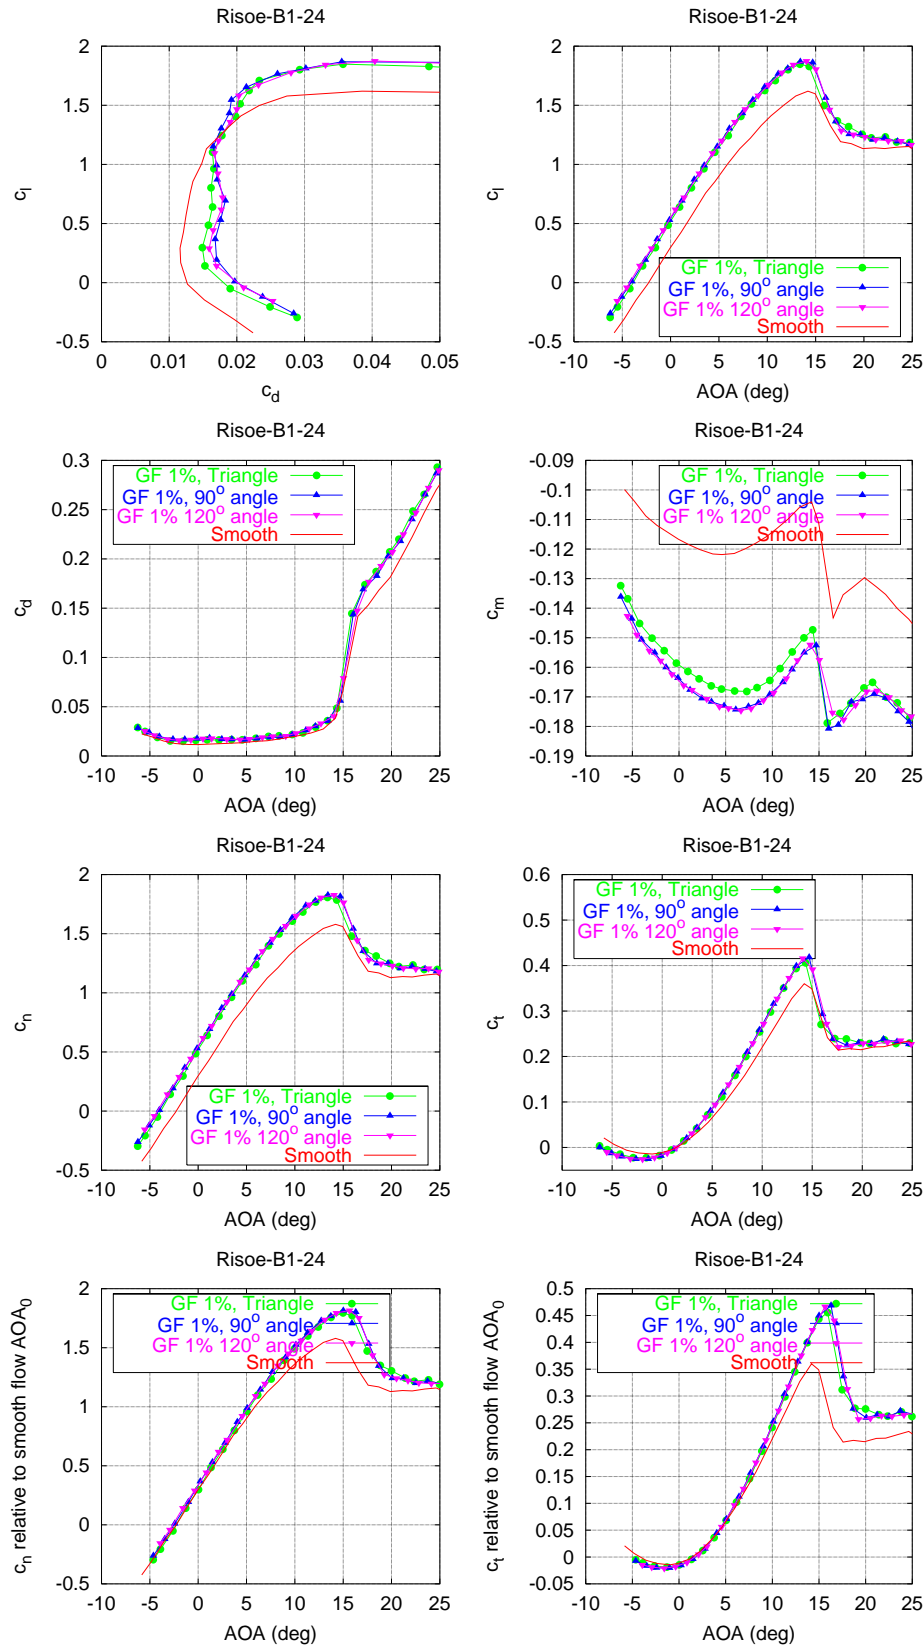 Risoe-B1-24
2
1.5
1
0.5
0
-0.5
c_l
0 0.01 0.02 0.03 0.04 0.05
c_d
Risoe-B1-24
2
1.5
1
0.5
0
-0.5
c_l
GF 1%, Triangle
GF 1%, 90° angle
GF 1% 120° angle
Smooth
-10 -5 0 5 10 15 20 25
AOA (deg)
Risoe-B1-24
0.3
0.25
0.2
0.15
0.1
0.05
0
c_d
GF 1%, Triangle
GF 1%, 90° angle
GF 1% 120° angle
Smooth
-10 -5 0 5 10 15 20 25
AOA (deg)
Risoe-B1-24
-0.09
-0.1
-0.11
-0.12
-0.13
-0.14
-0.15
-0.16
-0.17
-0.18
-0.19
c_m
GF 1%, Triangle
GF 1%, 90° angle
GF 1% 120° angle
Smooth
-10 -5 0 5 10 15 20 25
AOA (deg)
Risoe-B1-24
2
1.5
1
0.5
0
-0.5
c_n
GF 1%, Triangle
GF 1%, 90° angle
GF 1% 120° angle
Smooth
-10 -5 0 5 10 15 20 25
AOA (deg)
Risoe-B1-24
0.6
0.5
0.4
0.3
0.2
0.1
0
c_t
GF 1%, Triangle
GF 1%, 90° angle
GF 1% 120° angle
Smooth
-10 -5 0 5 10 15 20 25
AOA (deg)
Risoe-B1-24
2
1.5
1
0.5
0
-0.5
c_n relative to smooth flow AOA_0
GF 1%, Triangle
GF 1%, 90° angle
GF 1% 120° angle
Smooth
-10 -5 0 5 10 15 20 25
AOA (deg)
Risoe-B1-24
0.5
0.45
0.4
0.35
0.3
0.25
0.2
0.15
0.1
0.05
0
-0.05
c_t relative to smooth flow AOA_0
GF 1%, Triangle
GF 1%, 90° angle
GF 1% 120° angle
Smooth
-10 -5 0 5 10 15 20 25
AOA (deg)